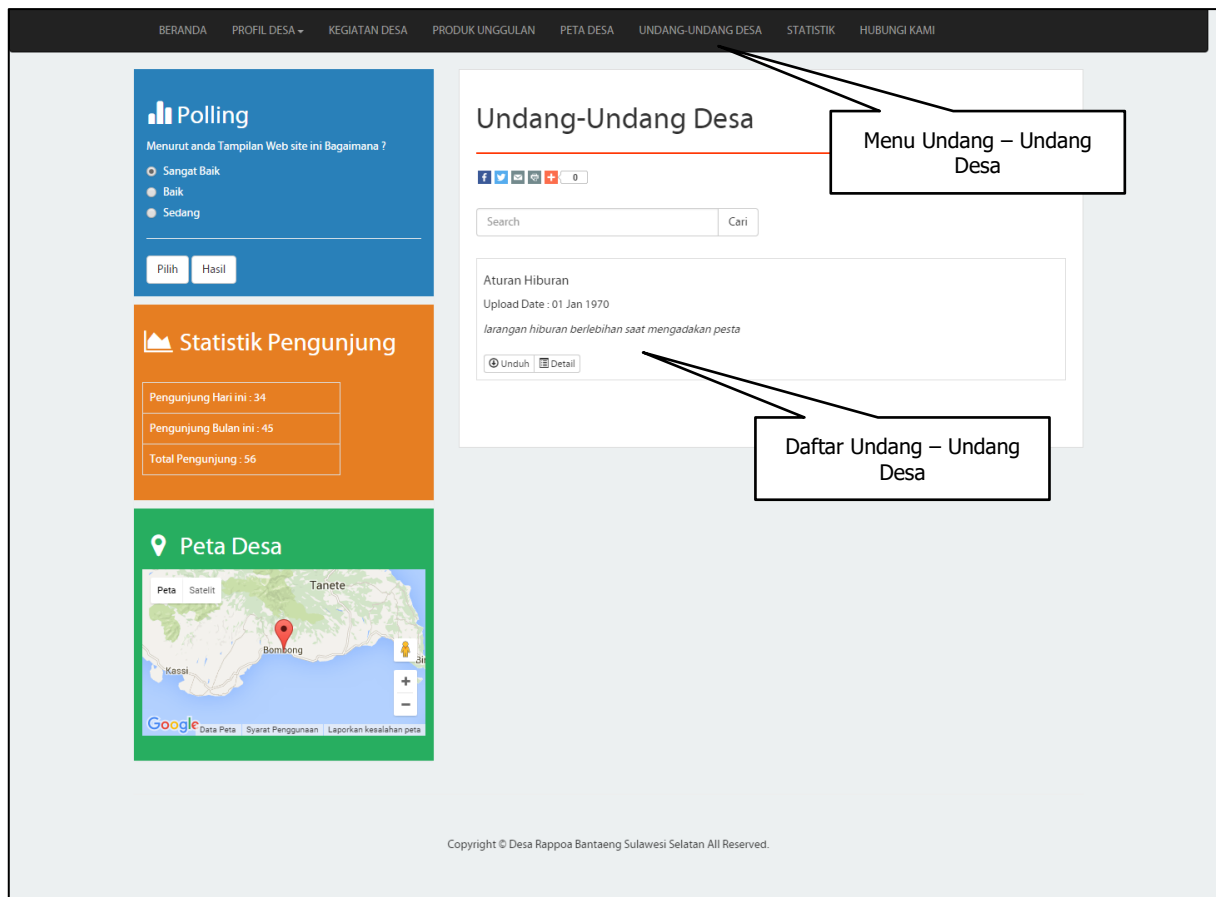 BERANDA PROFIL DESA KEGIATAN DESA PRODUK UNGGULAN PETA DESA UNDANG-UNDANG DESA STATISTIK HUBUNGI KAMI
Polling
Menurut anda Tampilan Web site ini Bagaimana ?
Sangat Baik
Baik
Sedang
Pilih Hasil
Statistik Pengunjung
Pengunjung Hari ini : 34
Pengunjung Bulan ini : 45
Total Pengunjung : 56
Peta Desa
Peta Satelit
Tanete
Bombong
Kassi
Bi
Google
Data Peta Syarat Penggunaan Laporkan kesalahan peta
Undang-Undang Desa
0
Search Cari
Aturan Hiburan
Upload Date : 01 Jan 1970
larangan hiburan berlebihan saat mengadakan pesta
Unduh Detail
Menu Undang – Undang
Desa
Daftar Undang – Undang
Desa
Copyright © Desa Rappoa Bantaeng Sulawesi Selatan All Reserved.